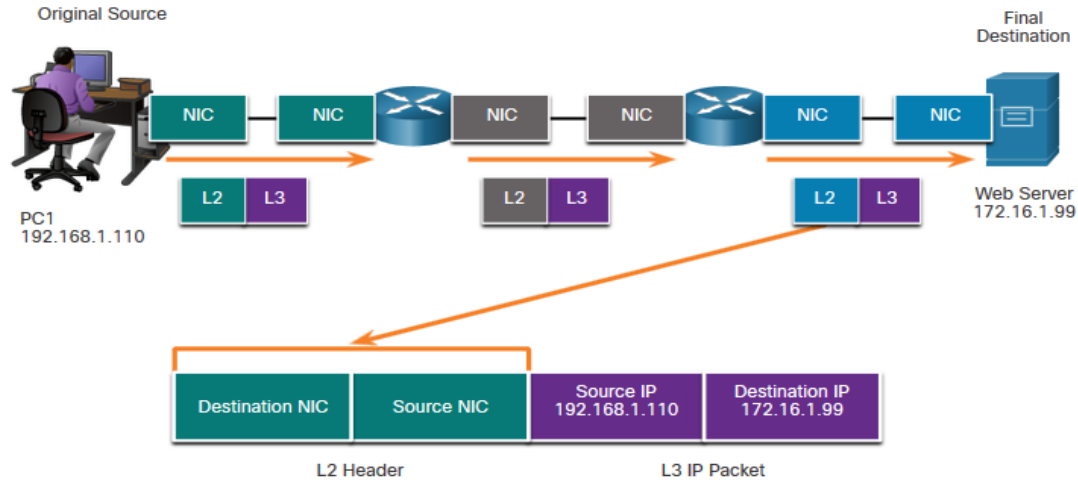 Original Source
Final
Destination
NIC
NIC
NIC
NIC
NIC
NIC
L2 L3
L2 L3
L2 L3
PC1
192.168.1.110
Web Server
172.16.1.99
Destination NIC
Source NIC
Source IP
192.168.1.110
Destination IP
172.16.1.99
L2 Header
L3 IP Packet